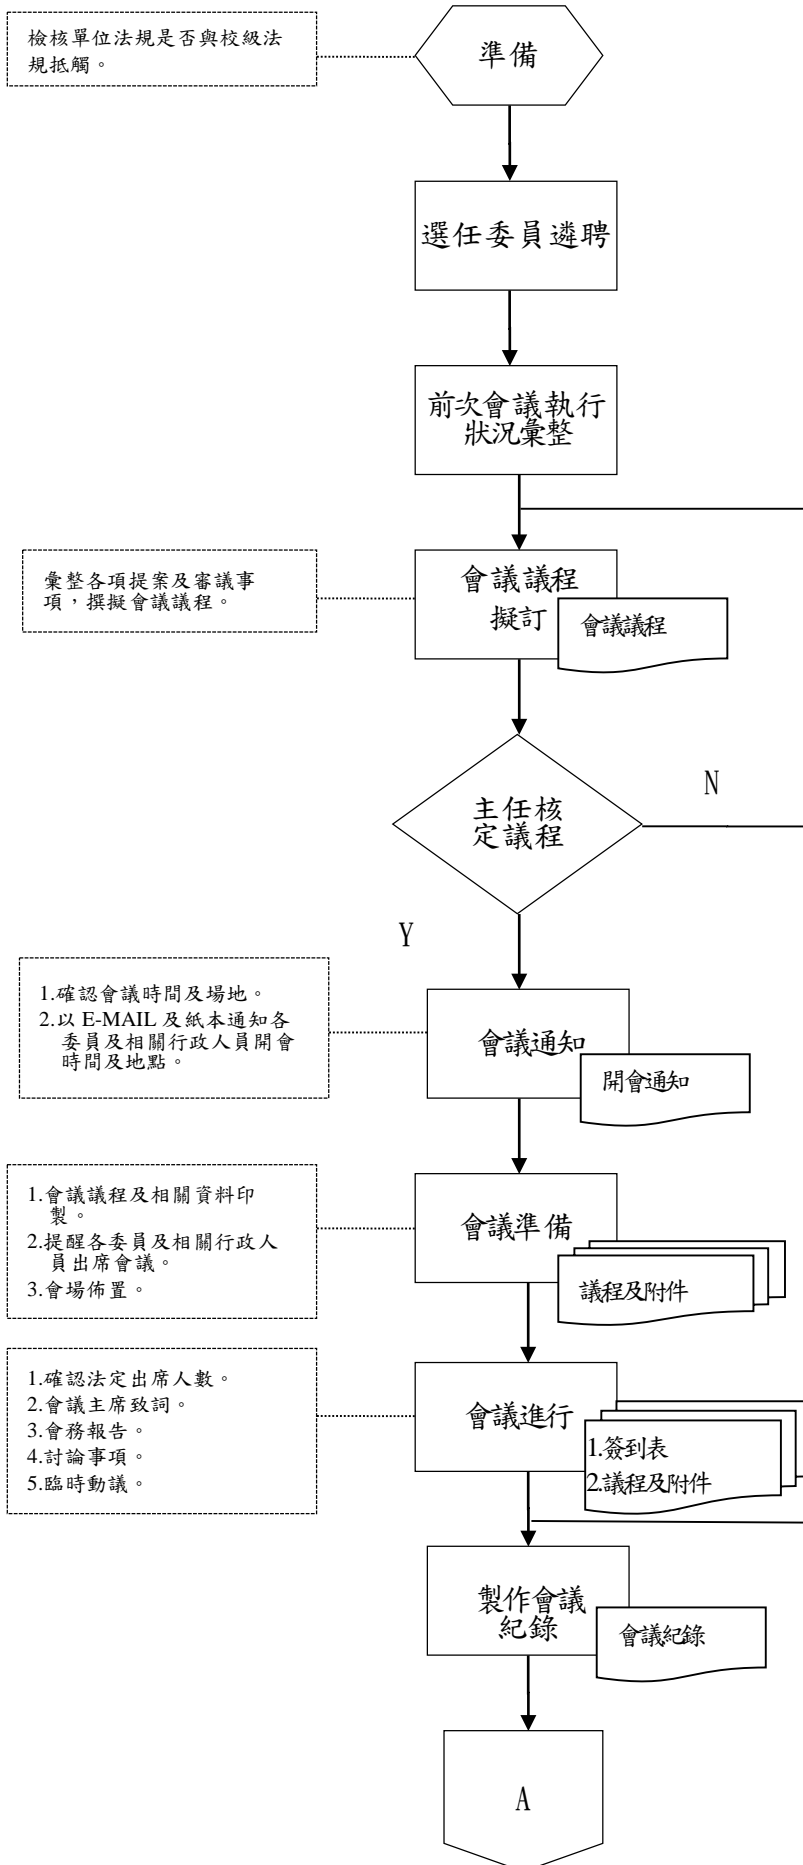 檢核單位法規是否與校級法
規抵觸。
準備
選任委員遴聘
前次會議執行
狀況彙整
彙整各項提案及審議事
項，撰擬會議議程。
會議議程
擬訂
會議議程
主任核
定議程
N
Y
1.確認會議時間及場地。
2.以 E-MAIL 及紙本通知各
委員及相關行政人員開會
時間及地點。
會議通知
開會通知
1.會議議程及相關資料印
製。
2.提醒各委員及相關行政人
員出席會議。
3.會場佈置。
會議準備
議程及附件
1.確認法定出席人數。
2.會議主席致詞。
3.會務報告。
4.討論事項。
5.臨時動議。
會議進行
1.簽到表
2.議程及附件
製作會議
紀錄
會議紀錄
A